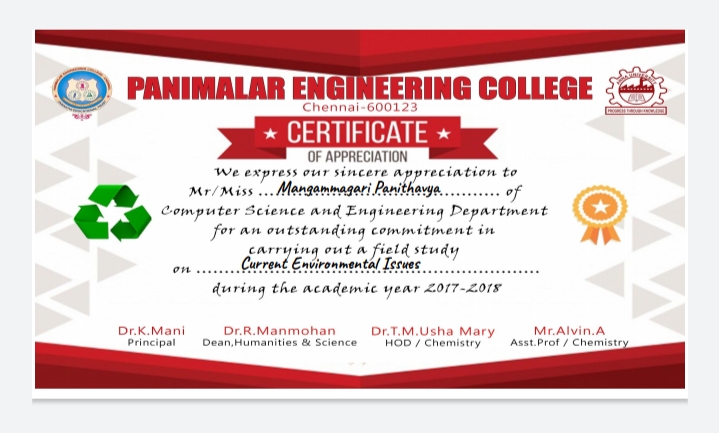 PANIMALAR ENGINEERING COLLEGE
Chennai-600123
CERTIFICATE
OF APPRECIATION
We express our sincere appreciation to
Mr/Miss ...Mangammagari Panithavya........... of
Computer Science and Engineering Department
for an outstanding commitment in
carrying out a field study
on ........Current Environmental Issues......................
during the academic year 2017-2018
Dr.K.Mani Dr.R.Manmohan Dr.T.M.Usha Mary Mr.Alvin.A
Principal Dean,Humanities & Science HOD / Chemistry Asst.Prof / Chemistry
PROGRESS THROUGH KNOWLEDGE